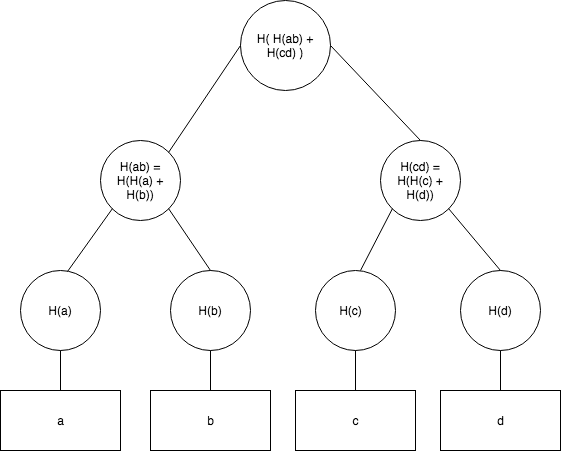 H( H(ab) +
H(cd) )
H(ab) =
H(H(a) +
H(b))
H(cd) =
H(H(c) +
H(d))
H(a)
H(b)
H(c)
H(d)
a
b
c
d